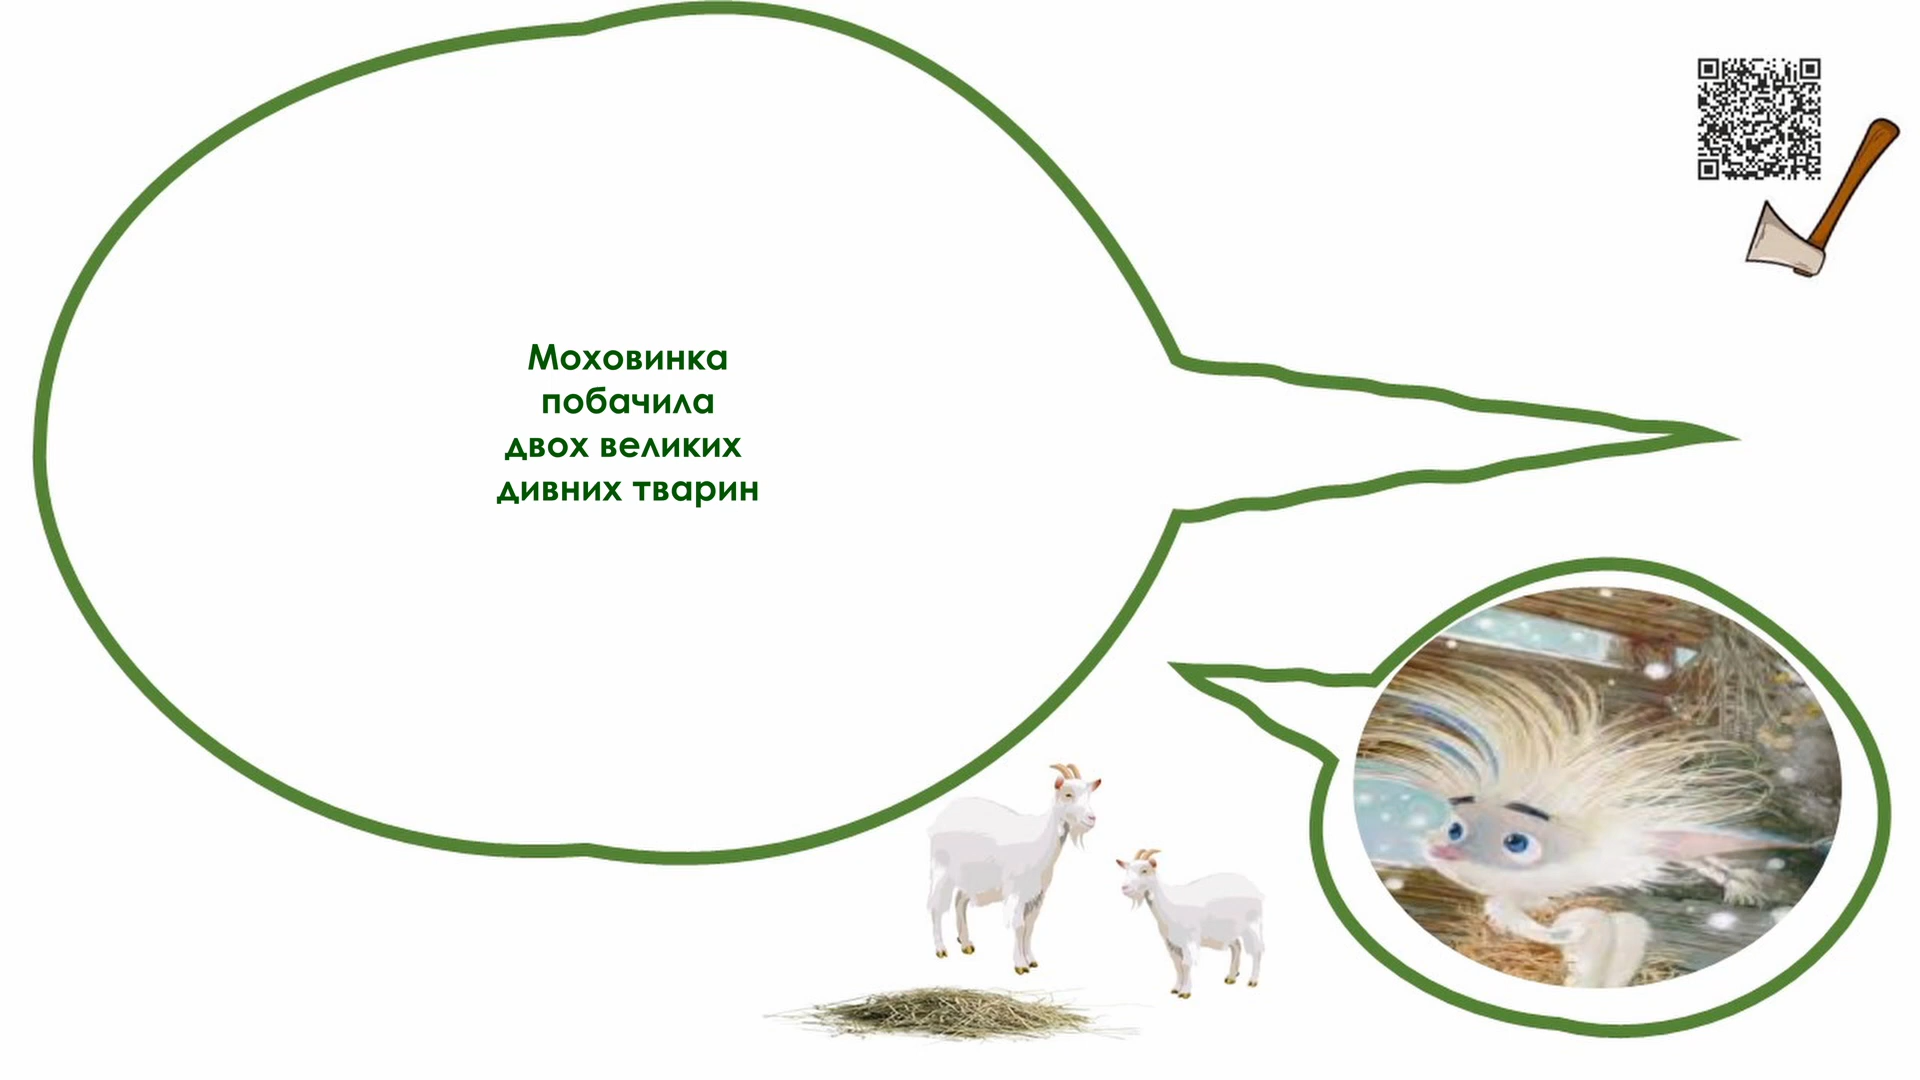 Моховинка
побачила
двох великих
дивних тварин